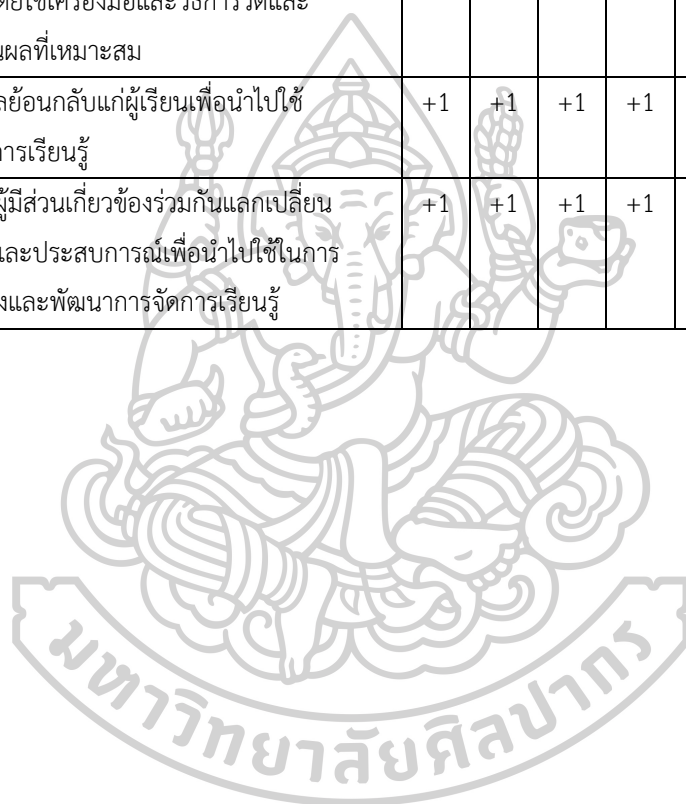 ดยใช้เครื่องมือและวิธีการวัดและ
นผลที่เหมาะสม
ลย้อนกลับแก่ผู้เรียนเพื่อนำไปใช้ +1 +1 +1 +1
การเรียนรู้
ผู้มีส่วนเกี่ยวข้องร่วมกันแลกเปลี่ยน +1 +1 +1 +1
และประสบการณ์เพื่อนำไปใช้ในการ
งและพัฒนาการจัดการเรียนรู้
มหาวิทยาลัยศิลปากร